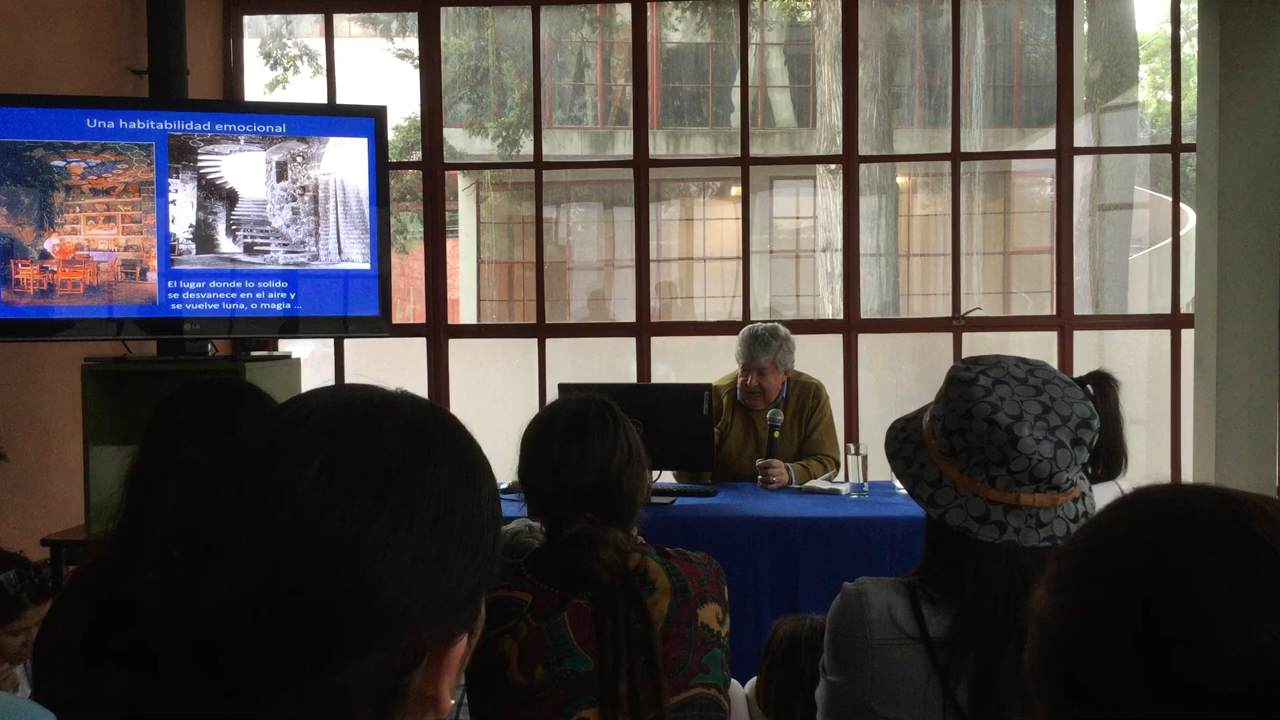 Una habitabilidad emocional
El lugar donde lo solido
se desvanece en el aire y
se vuelve luna, o magia ...
LG